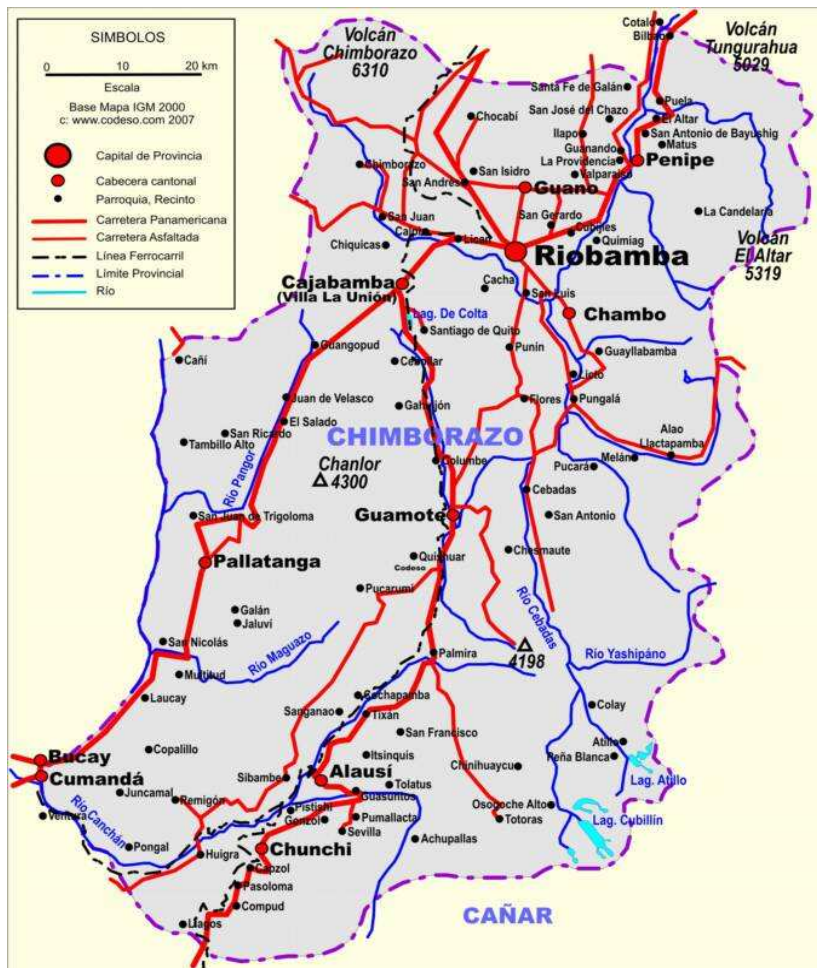 SIMBOLOS
0 10 20 km
Escala
Base Mapa IGM 2000
c: www.codeso.com 2007
Capital de Provincia
Cabecera cantonal
Parroquia, Recinto
Carretera Panamericana
Carretera Asfaltada
Línea Ferrocarril
Límite Provincial
Río
Volcán
Chimborazo
6310
Cotaló
Bilbao
Volcán
Tungurahua
5029
Santa Fe de Galán
Puela
Chocabí
San José del Chazo
El Altar
Ilapo
San Antonio de Bayushig
Guanando
Matus
Chimborazo
San Isidro
La Providencia
Penipe
Valparaiso
San Andrés
Guano
San Juan
San Gerardo
La Candelaria
Calpi
Licán
Cubijíes
Quimiag
Chiquicas
Riobamba
Volcán
El Altar
5319
Cajabamba
(Villa La Unión)
Cacha
San Luis
Lag. De Colta
Chambo
Santiago de Quito
Guangopud
Punín
Guayllabamba
Cañí
Licto
Juan de Velasco
Flores
Pungalá
El Salado
San Ricardo
Tambillo Alto
CHIMBORAZO
Alao
Llactapamba
Columbe
Melán
Pucará
Río Pangor
Chanlor
4300
Cebadas
San Juan de Trigoloma
Guamote
San Antonio
Pallatanga
Quishuar
Codeso
Chesmaute
Pucarumi
Galán
Jaluví
Río Cebadas
San Nicolás
Río Maguazo
Palmira
4198
Río Yashipáno
Multitud
Laucay
Cochapamba
Sanganao
Tixán
Colay
San Francisco
Copalillo
Itsinquis
Atillo
Peña Blanca
Bucay
Cumandá
Sibambe
Alausí
Chinihuaycu
Lag. Atillo
Tolatus
Juncamal
Remigón
Guasuntos
Osogoche Alto
Ventura
Río Canchán
Pistishi
Gonzol
Pumallacta
Totoras
Lag. Cubillín
Sevilla
Achupallas
Pongal
Huigra
Chunchi
Capzol
Pasoloma
Compud
Llagos
CAÑAR